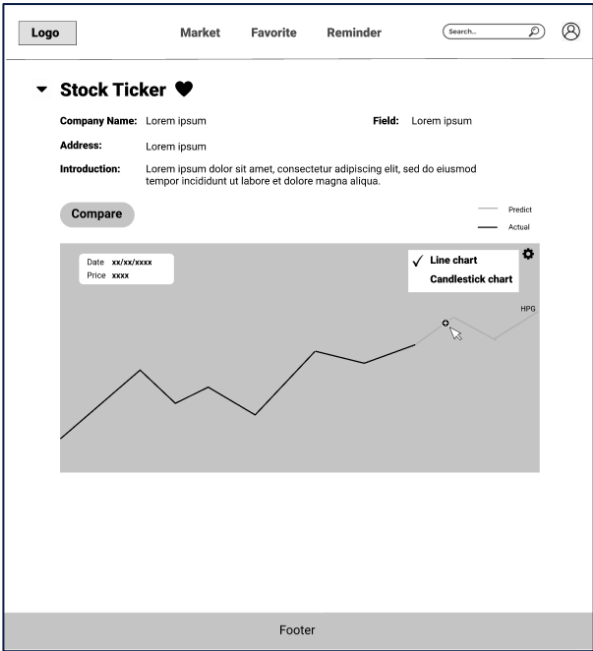 Logo
Market Favorite Reminder
Search..
Stock Ticker
Company Name: Lorem ipsum Field: Lorem ipsum
Address: Lorem ipsum
Introduction: Lorem ipsum dolor sit amet, consectetur adipiscing elit, sed do eiusmod
tempor incididunt ut labore et dolore magna aliqua.
Compare
Predict
Actual
Date xx/xx/xxxx
Price xxxx
Line chart
Candlestick chart
HPG
Footer